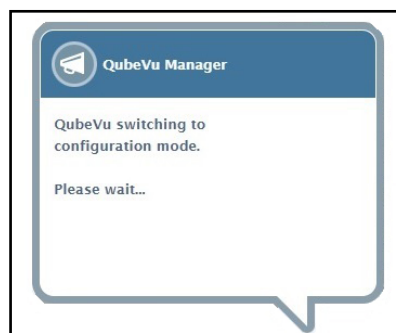 QubeVu Manager
QubeVu switching to
configuration mode.
Please wait...